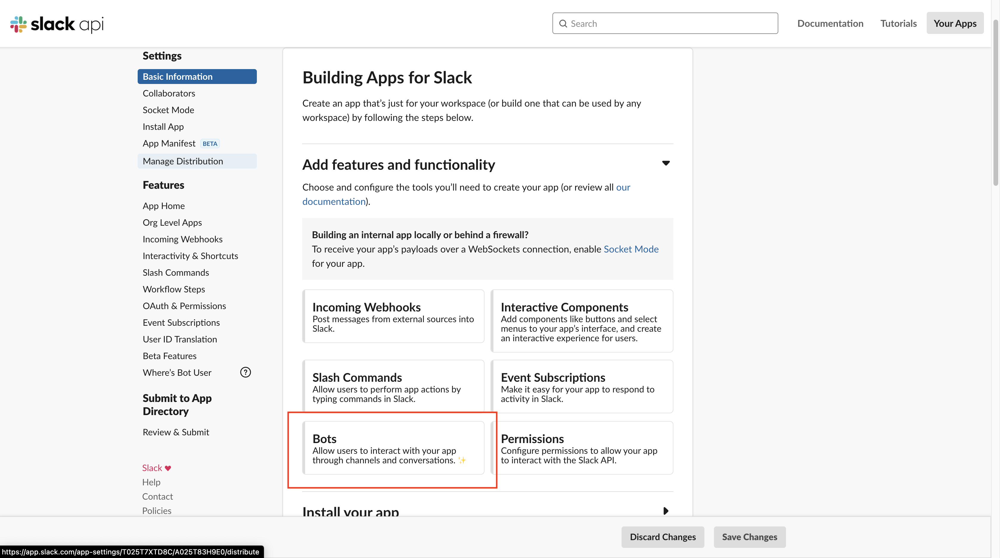 slack api
Search
Documentation
Tutorials
Your Apps
Settings
Basic Information
Collaborators
Socket Mode
Install App
App Manifest BETA
Manage Distribution
Features
App Home
Org Level Apps
Incoming Webhooks
Interactivity & Shortcuts
Slash Commands
Workflow Steps
OAuth & Permissions
Event Subscriptions
User ID Translation
Beta Features
Where’s Bot User ?
Submit to App
Directory
Review & Submit
Slack ♥
Help
Contact
Policies
Building Apps for Slack
Create an app that’s just for your workspace (or build one that can be used by any
workspace) by following the steps below.
Add features and functionality
Choose and configure the tools you’ll need to create your app (or review all our
documentation).
Building an internal app locally or behind a firewall?
To receive your app’s payloads over a WebSockets connection, enable Socket Mode
for your app.
Incoming Webhooks
Post messages from external sources into
Slack.
Interactive Components
Add components like buttons and select
menus to your app’s interface, and create
an interactive experience for users.
Slash Commands
Allow users to perform app actions by
typing commands in Slack.
Event Subscriptions
Make it easy for your app to respond to
activity in Slack.
Bots
Allow users to interact with your app
through channels and conversations. ✨
Permissions
Configure permissions to allow your app
to interact with the Slack API.
Install your app
Discard Changes
Save Changes
https://app.slack.com/app-settings/T025T7XTD8C/A025T83H9E0/distribute